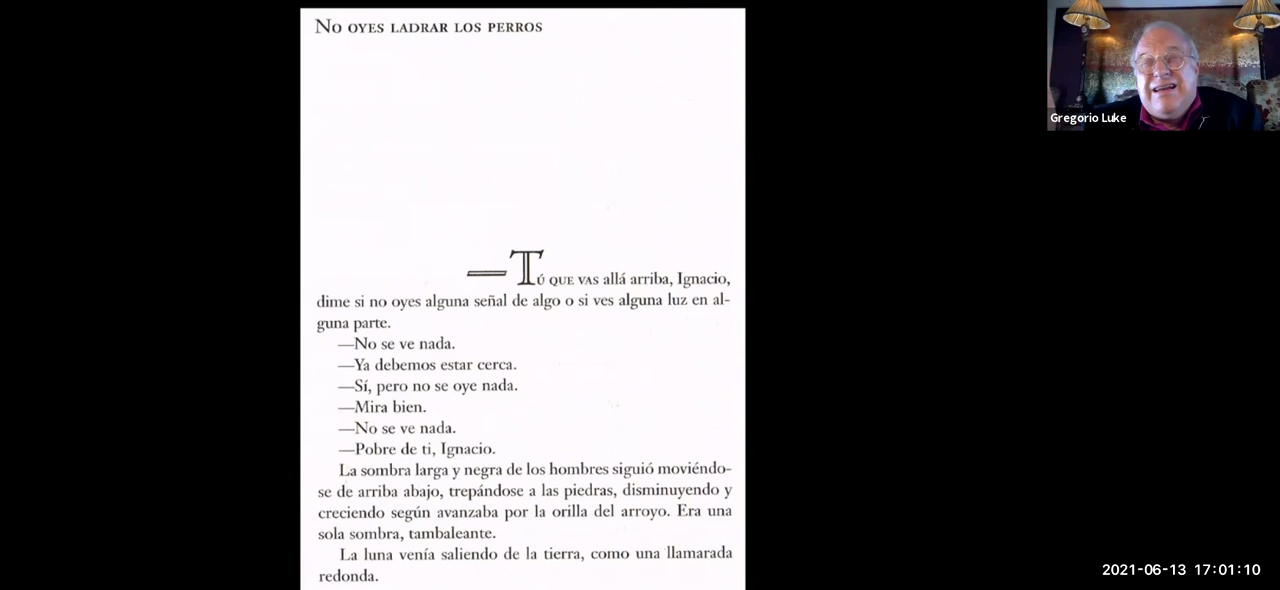 No oyes ladrar los perros
—Tú que vas allá arriba, Ignacio,
dime si no oyes alguna señal de algo o si ves alguna luz en al-
guna parte.
—No se ve nada.
—Ya debemos estar cerca.
—Sí, pero no se oye nada.
—Mira bien.
—No se ve nada.
—Pobre de ti, Ignacio.
La sombra larga y negra de los hombres siguió moviéndo-
se de arriba abajo, trepándose a las piedras, disminuyendo y
creciendo según avanzaba por la orilla del arroyo. Era una
sola sombra, tambaleante.
La luna venía saliendo de la tierra, como una llamarada
redonda.
Gregorio Luke
2021-06-13 17:01:10